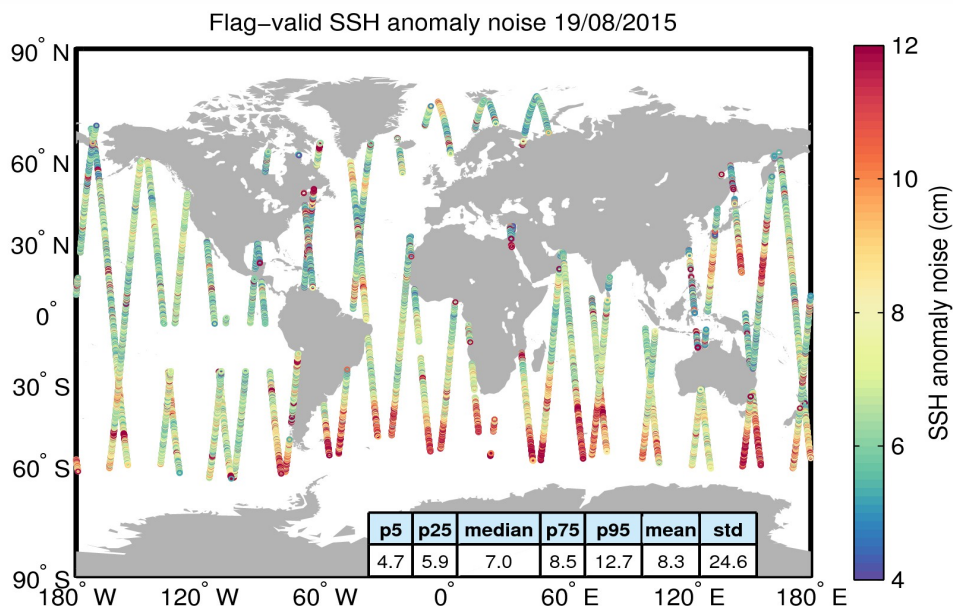 Flag−valid SSH anomaly noise 19/08/2015
90° N
60° N
30° N
0°
30° S
60° S
90° S
180° W
120° W
60° W
0°
60° E
120° E
180° E
p5 p25 median p75 p95 mean std
4.7 5.9 7.0 8.5 12.7 8.3 24.6
12
10
8
6
4
SSH anomaly noise (cm)